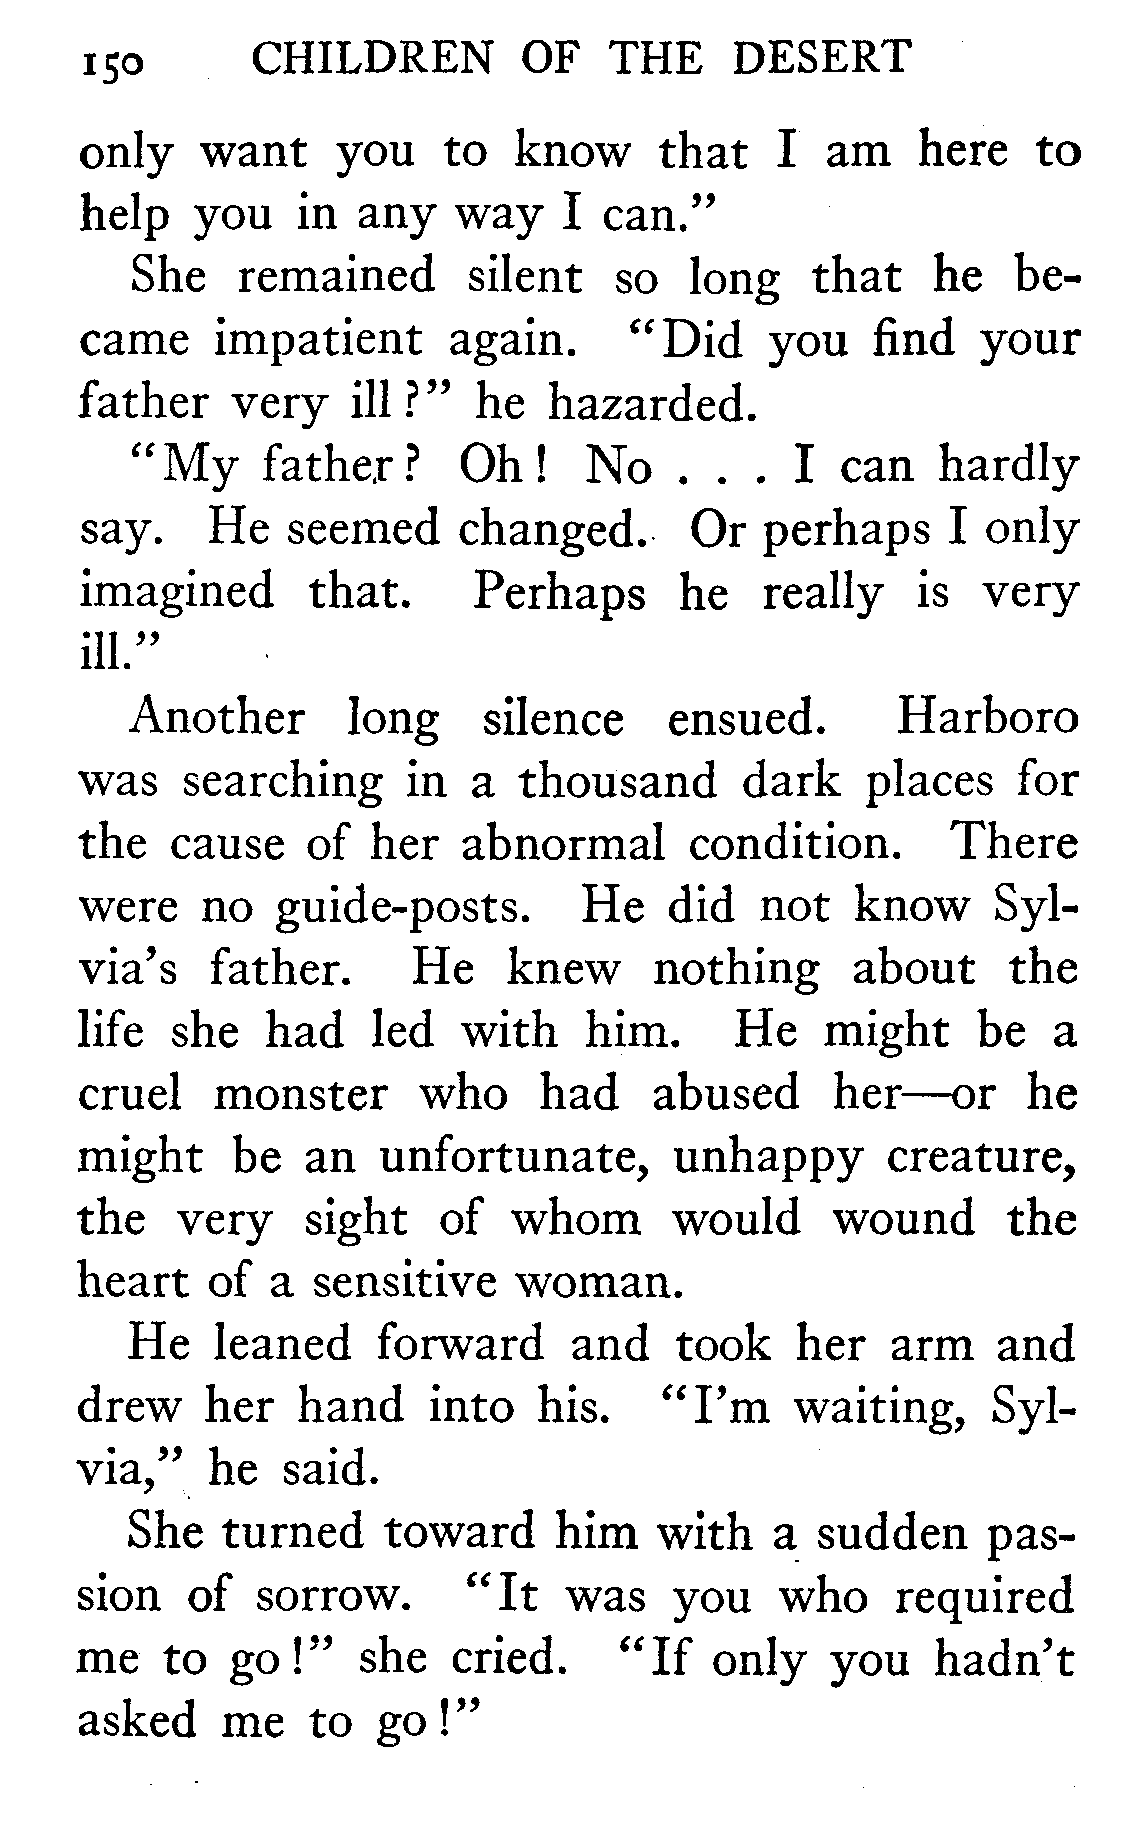 150 CHILDREN OF THE DESERT
only want you to know that I am here to
help you in any way I can."
She remained silent so long that he be-
came impatient again. "Did you find your
father very ill?" he hazarded.
"My father? Oh! No . . . I can hardly
say. He seemed changed. Or perhaps I only
imagined that. Perhaps he really is very
ill."
Another long silence ensued. Harboro
was searching in a thousand dark places for
the cause of her abnormal condition. There
were no guide-posts. He did not know Syl-
via's father. He knew nothing about the
life she had led with him. He might be a
cruel monster who had abused her—or he
might be an unfortunate, unhappy creature,
the very sight of whom would wound the
heart of a sensitive woman.
He leaned forward and took her arm and
drew her hand into his. "I'm waiting, Syl-
via," he said.
She turned toward him with a sudden pas-
sion of sorrow. "It was you who required
me to go!" she cried. "If only you hadn't
asked me to go!"